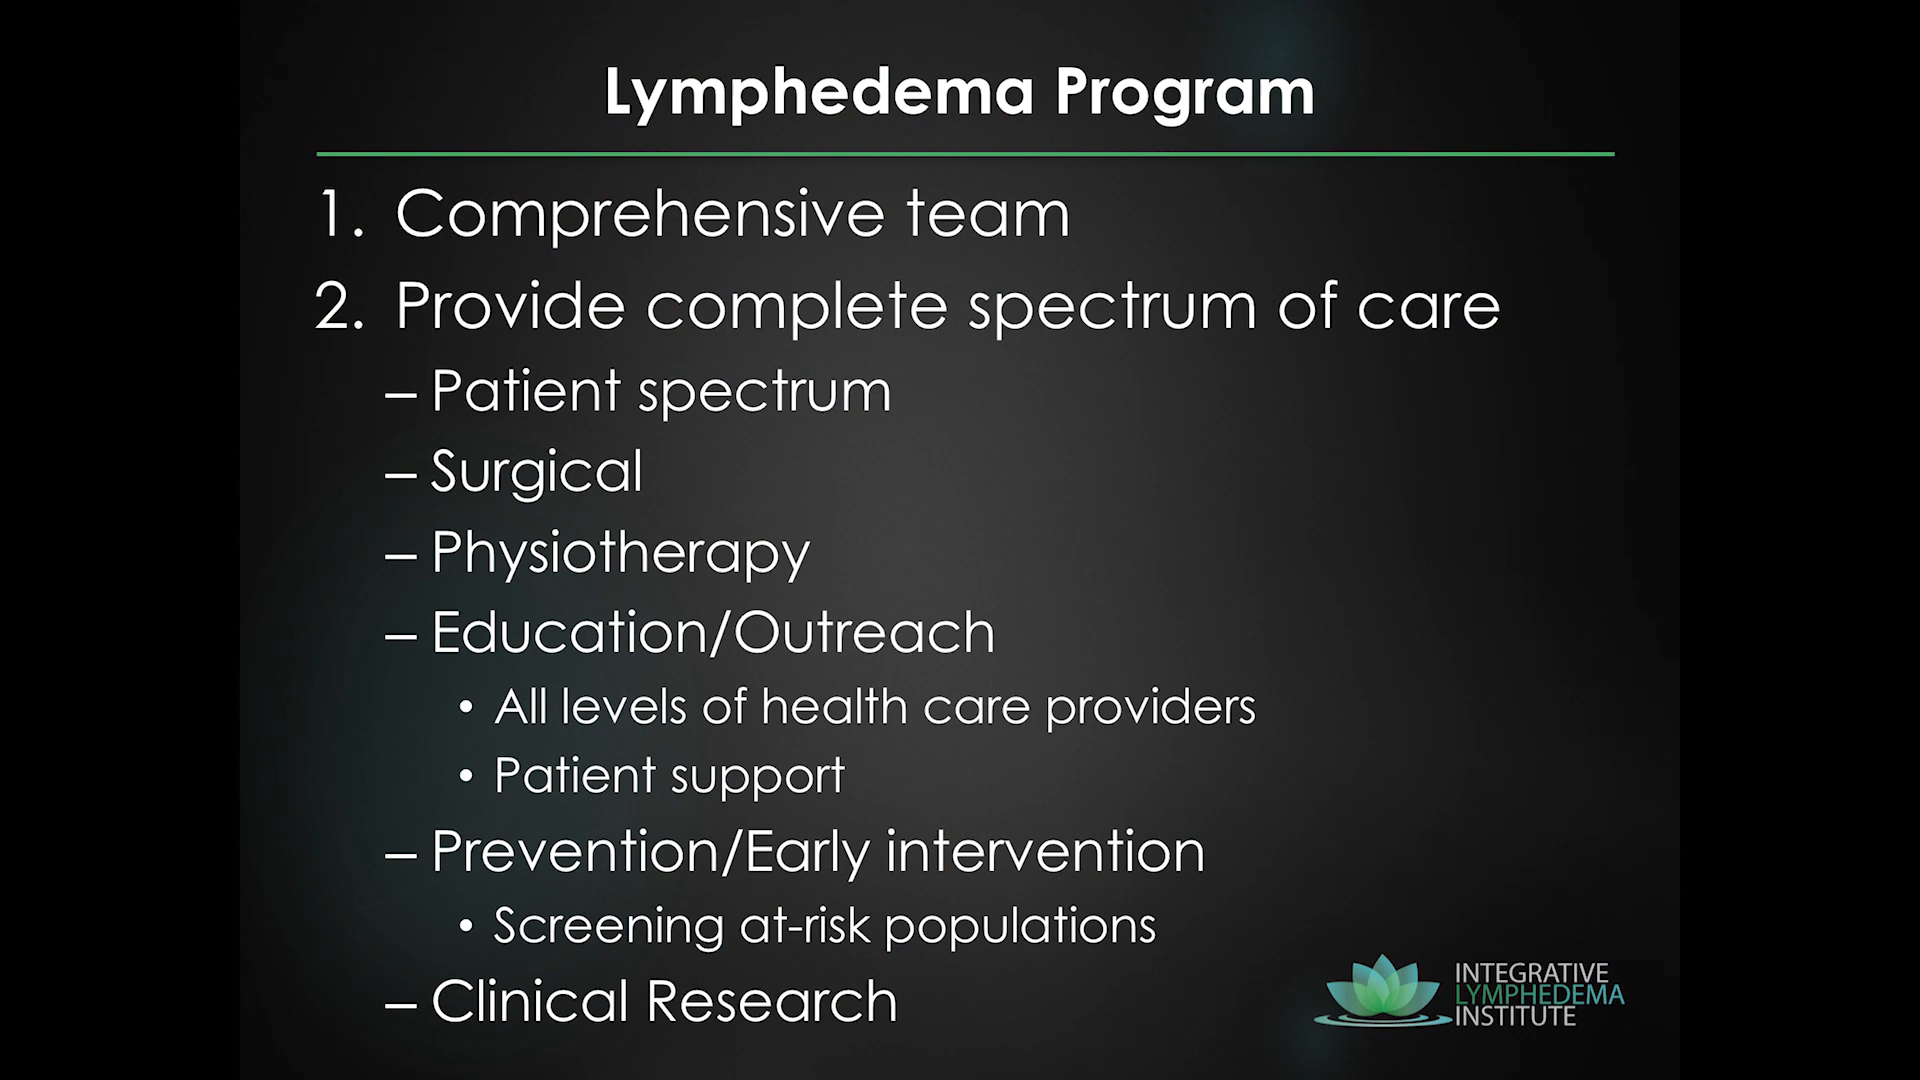 Lymphedema Program
1. Comprehensive team
2. Provide complete spectrum of care
– Patient spectrum
– Surgical
– Physiotherapy
– Education/Outreach
• All levels of health care providers
• Patient support
– Prevention/Early intervention
• Screening at-risk populations
– Clinical Research
INTEGRATIVE
LYMPHEDEMA
INSTITUTE